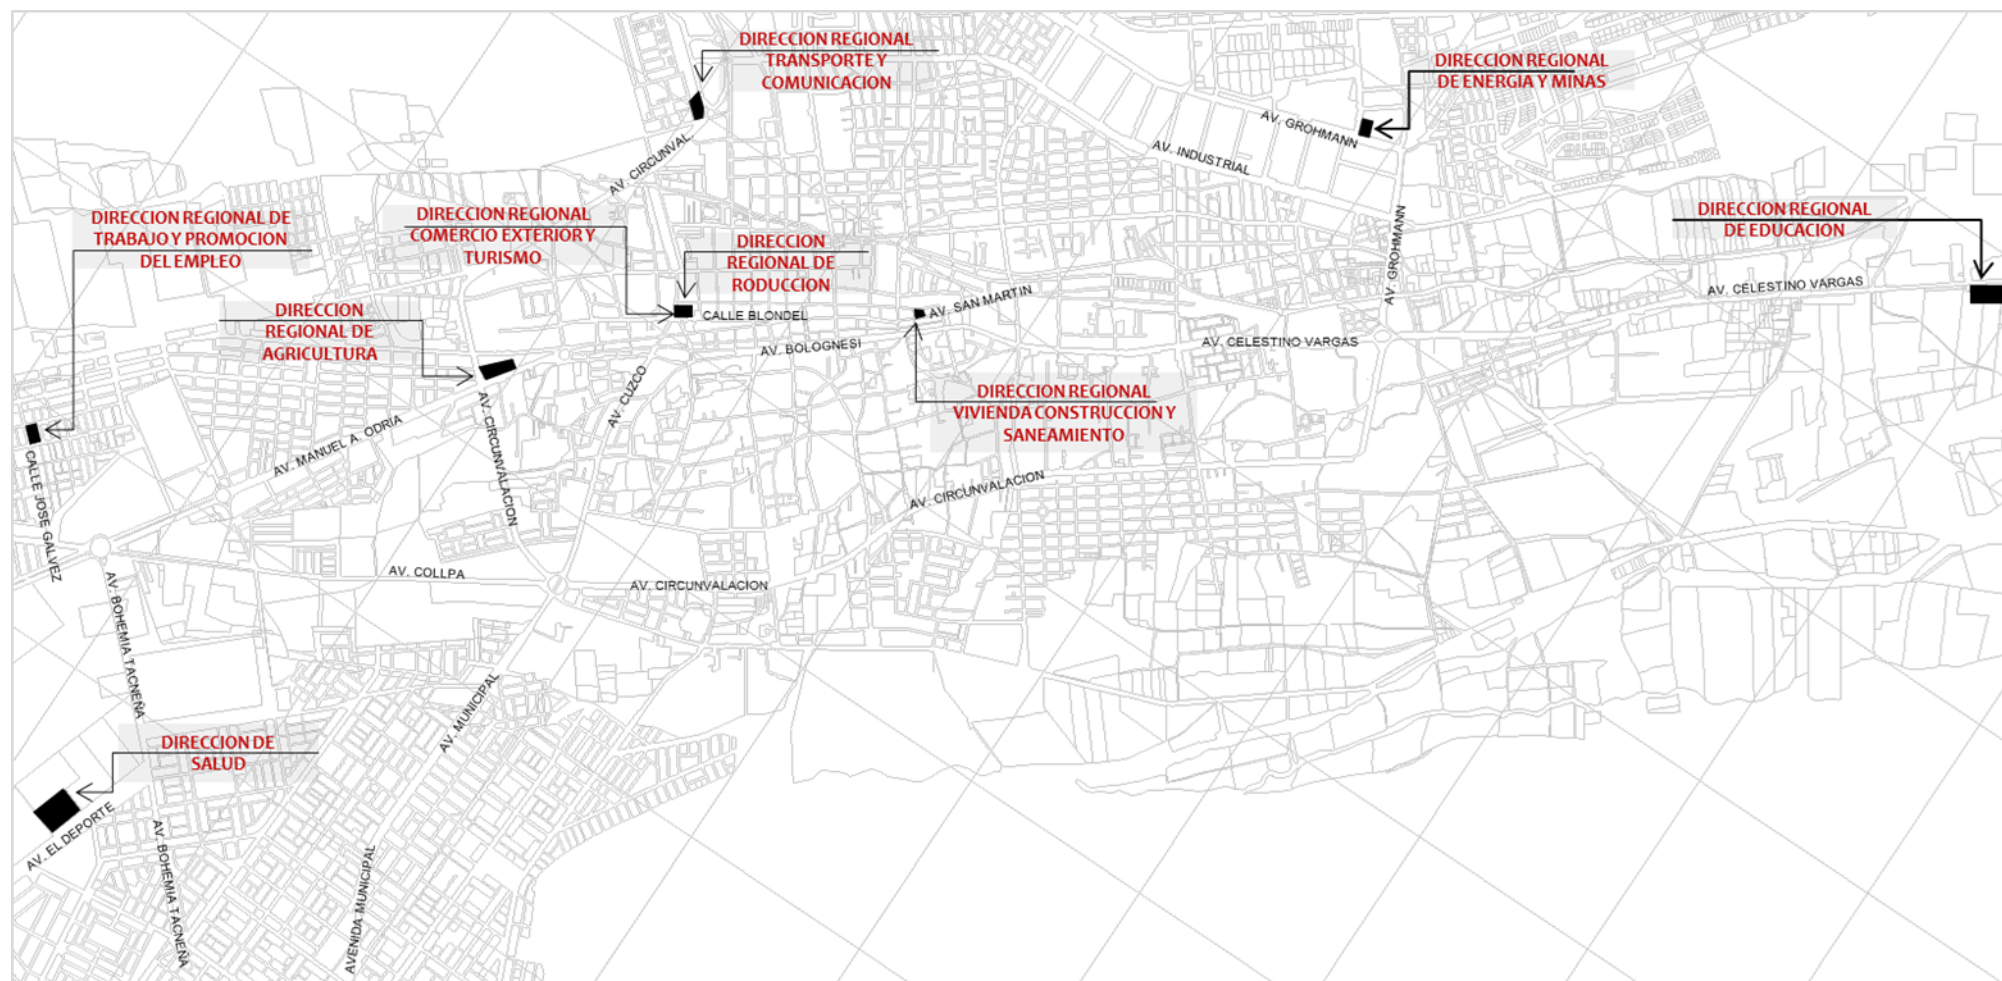 DIRECCION REGIONAL
TRANSPORTE Y
COMUNICACION
DIRECCION REGIONAL
DE ENERGIA Y MINAS
AV. GROHMANN
AV. INDUSTRIAL
AV. CIRCUNVAL.
DIRECCION REGIONAL DE
TRABAJO Y PROMOCION
DEL EMPLEO
DIRECCION REGIONAL
COMERCIO EXTERIOR Y
TURISMO
DIRECCION
REGIONAL DE
RODUCCION
AV. GROHMANN
DIRECCION REGIONAL
DE EDUCACION
AV. CELESTINO VARGAS
DIRECCION
REGIONAL DE
AGRICULTURA
CALLE BLONDEL
AV. SAN MARTIN
AV. BOLOGNESI
AV. CELESTINO VARGAS
AV. CUZCO
DIRECCION REGIONAL
VIVIENDA CONSTRUCCION Y
SANEAMIENTO
AV. MANUEL A. ODRIA
AV. CIRCUNVALACION
AV. CIRCUNVALACION
CALLE JOSE GALVEZ
AV. COLLPA
AV. CIRCUNVALACION
AV. BOHEMIA TACNEÑA
AV. MUNICIPAL
DIRECCION DE
SALUD
AV. EL DEPORTE
AV. BOHEMIA TACNEÑA
AVENIDA MUNICIPAL